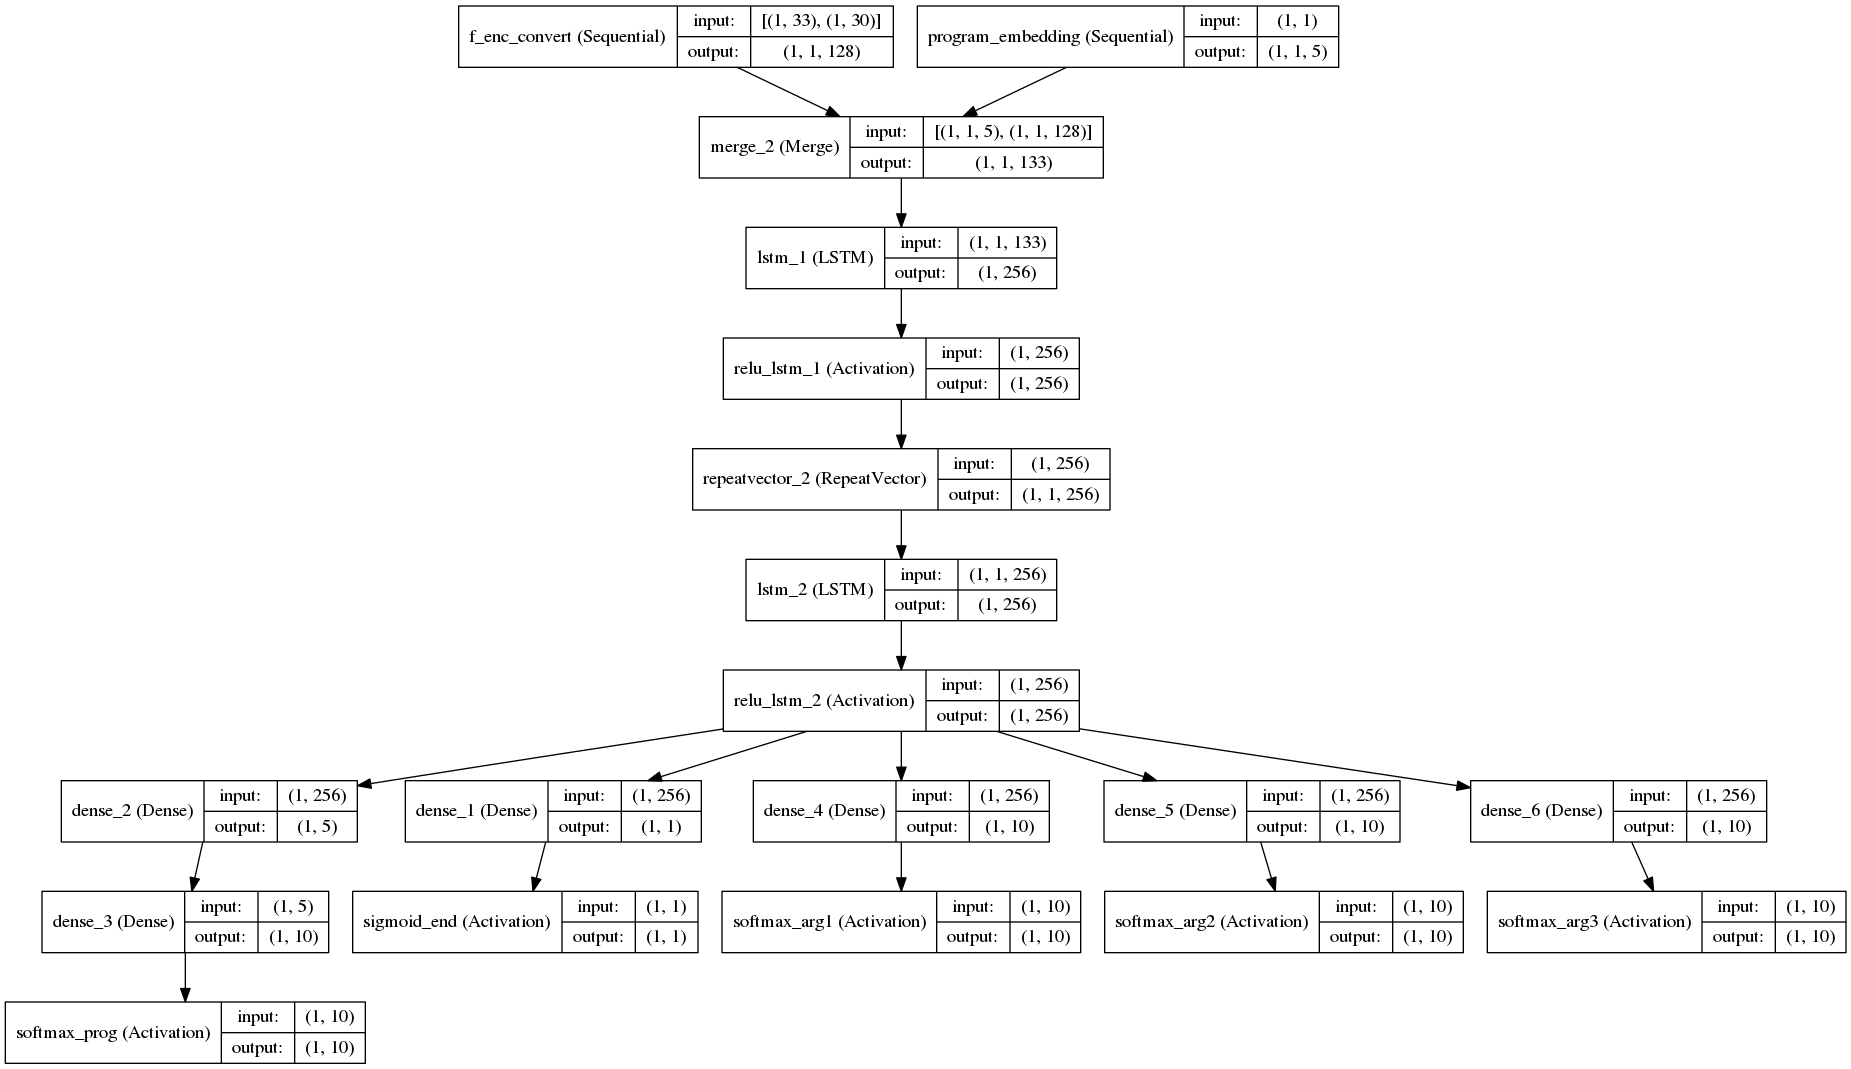 f_enc_convert (Sequential)
input:
[(1, 33), (1, 30)]
output:
(1, 1, 128)
program_embedding (Sequential)
input:
(1, 1)
output:
(1, 1, 5)
merge_2 (Merge)
input:
[(1, 1, 5), (1, 1, 128)]
output:
(1, 1, 133)
lstm_1 (LSTM)
input:
(1, 1, 133)
output:
(1, 256)
relu_lstm_1 (Activation)
input:
(1, 256)
output:
(1, 256)
repeatvector_2 (RepeatVector)
input:
(1, 256)
output:
(1, 1, 256)
lstm_2 (LSTM)
input:
(1, 1, 256)
output:
(1, 256)
relu_lstm_2 (Activation)
input:
(1, 256)
output:
(1, 256)
dense_2 (Dense)
input:
(1, 256)
output:
(1, 5)
dense_1 (Dense)
input:
(1, 256)
output:
(1, 1)
dense_4 (Dense)
input:
(1, 256)
output:
(1, 10)
dense_5 (Dense)
input:
(1, 256)
output:
(1, 10)
dense_6 (Dense)
input:
(1, 256)
output:
(1, 10)
dense_3 (Dense)
input:
(1, 5)
output:
(1, 10)
sigmoid_end (Activation)
input:
(1, 1)
output:
(1, 1)
softmax_arg1 (Activation)
input:
(1, 10)
output:
(1, 10)
softmax_arg2 (Activation)
input:
(1, 10)
output:
(1, 10)
softmax_arg3 (Activation)
input:
(1, 10)
output:
(1, 10)
softmax_prog (Activation)
input:
(1, 10)
output:
(1, 10)